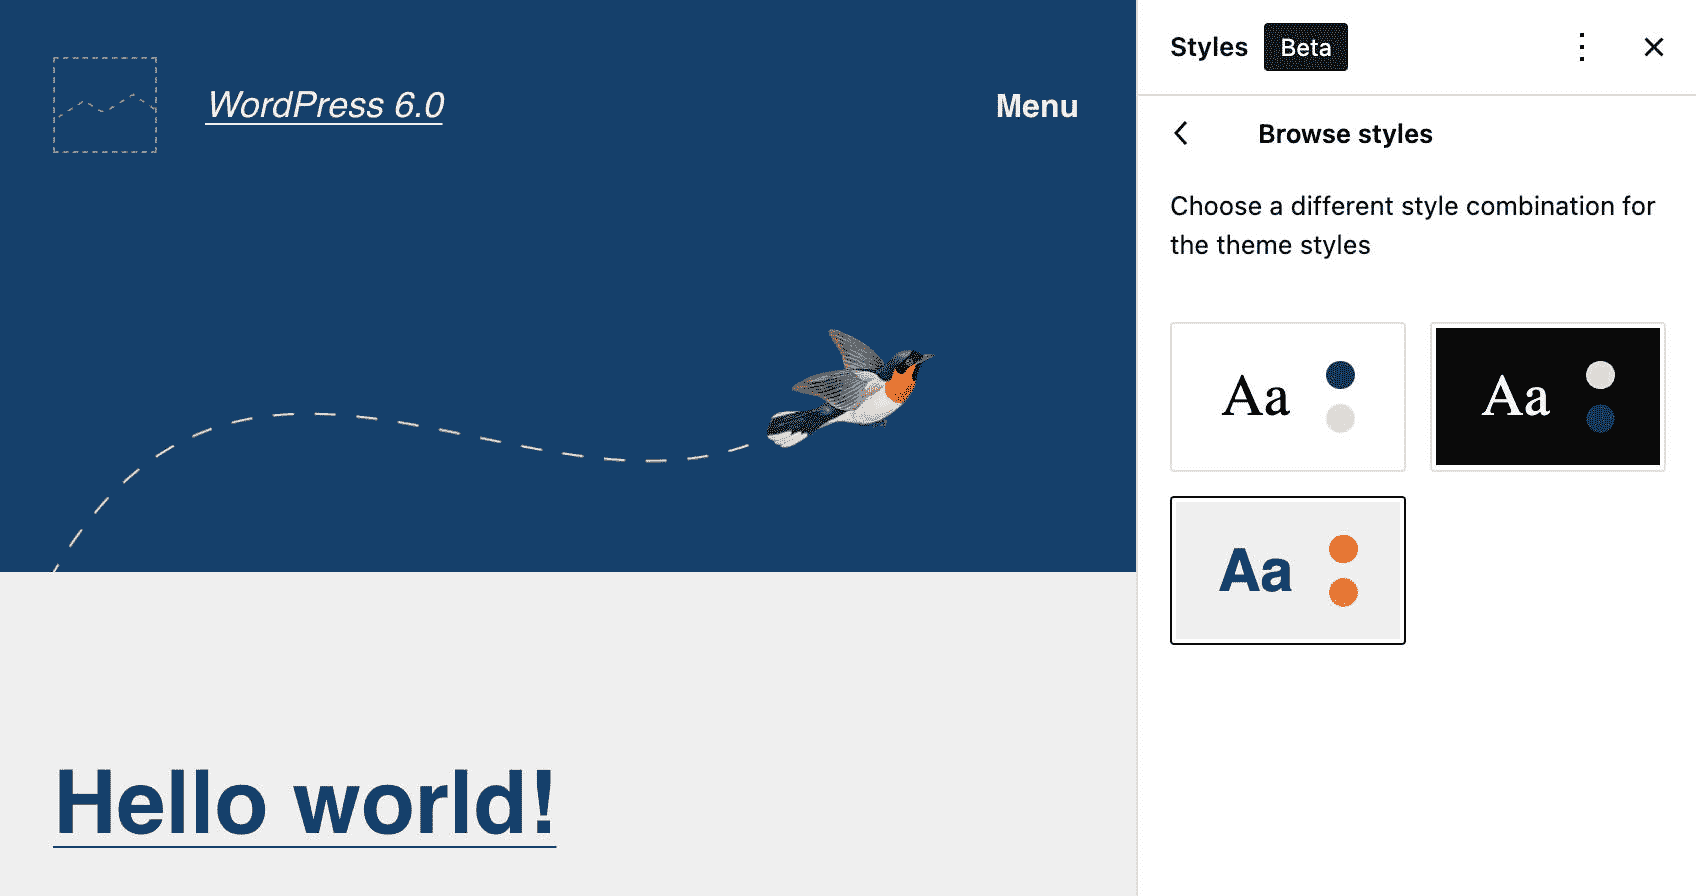 WordPress 6.0
Menu
Hello world!
Styles Beta
Browse styles
Choose a different style combination for
the theme styles
Aa
Aa
Aa